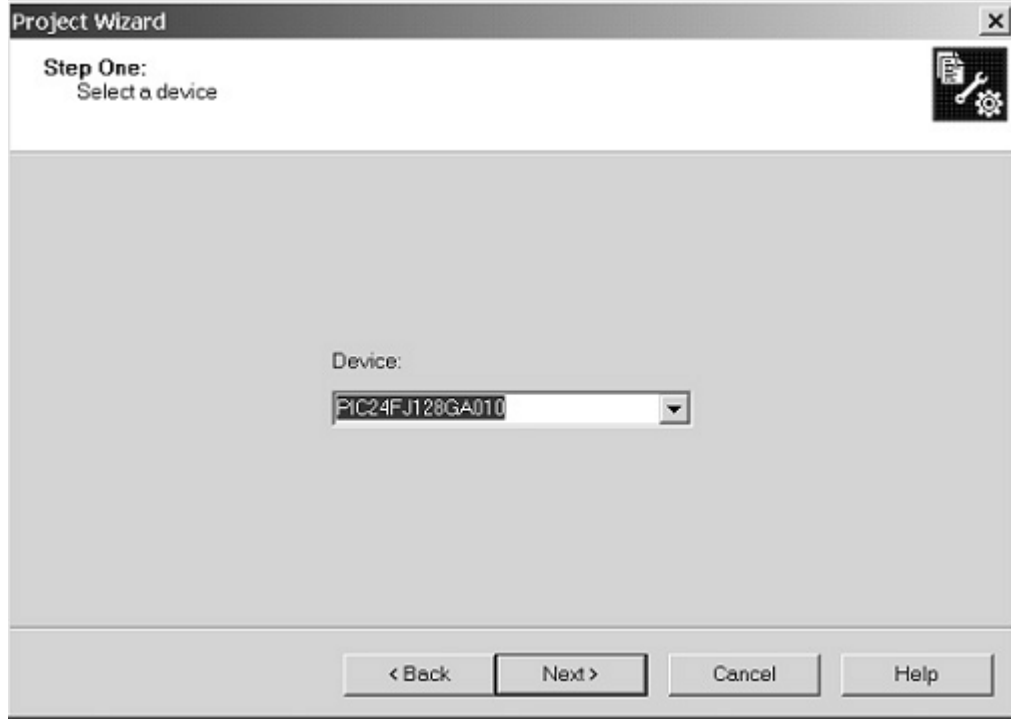 Project Wizard
Step One:
Select a device
Device:
PIC24FJ128GA010
< Back Next > Cancel Help